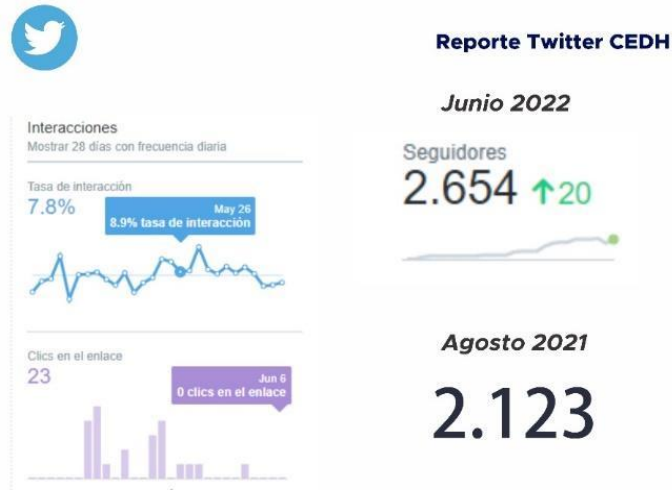 Reporte Twitter CEDH
Interacciones
Mostrar 28 días con frecuencia diaria
Tasa de interacción
7.8%
May 26
8.9% tasa de interacción
Clics en el enlace
23
Jun 6
0 clics en el enlace
Junio 2022
Seguidores
2.654 ↑20
Agosto 2021
2.123